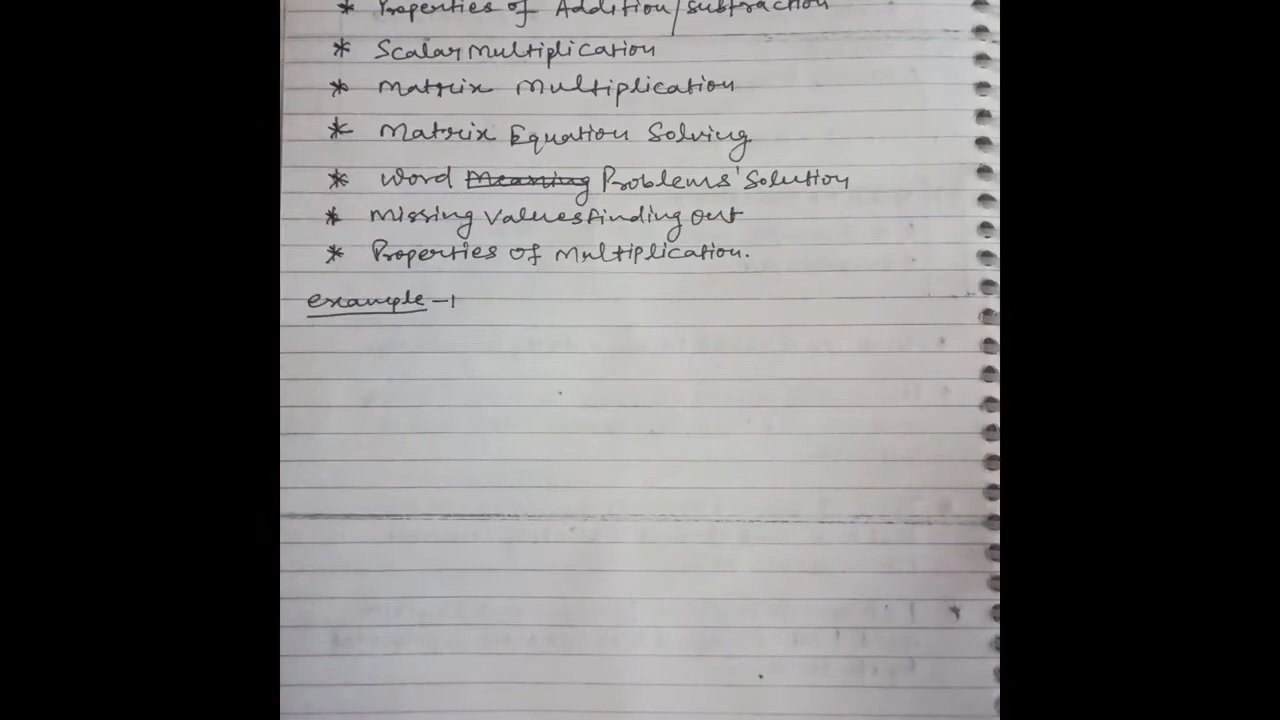 * Properties of Addition/Subtraction
* Scalar Multiplication
* Matrix Multiplication
* Matrix Equation Solving
* Word Meaning Problems' Solution
* Missing Values finding out
* Properties of Multiplication.
example -1